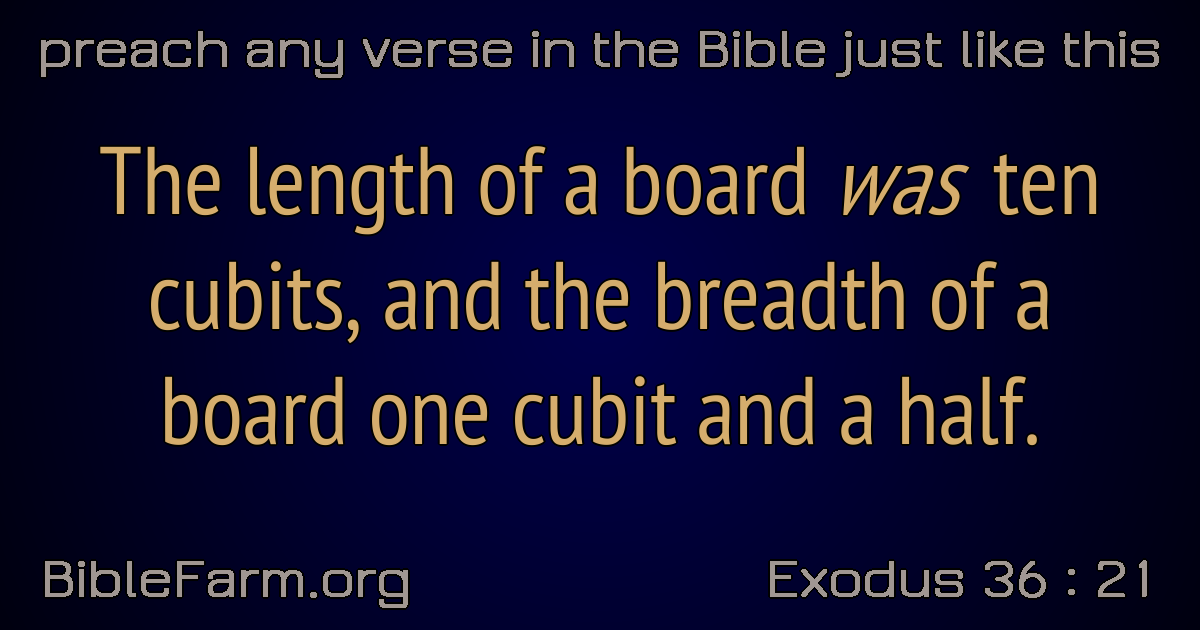 preach any verse in the Bible just like this
The length of a board was ten
cubits, and the breadth of a
board one cubit and a half.
BibleFarm.org
Exodus 36 : 21